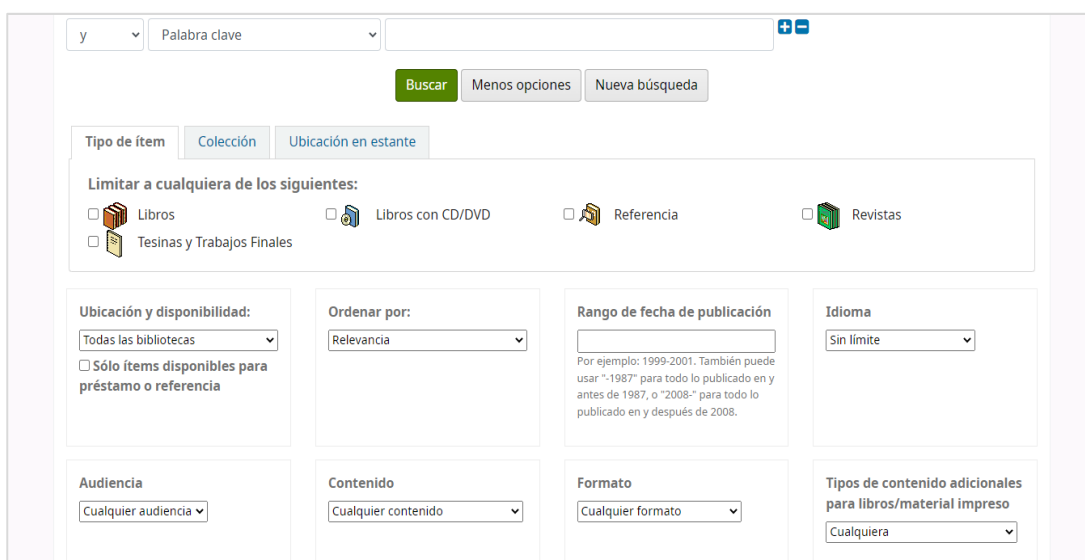 y Palabra clave
Buscar Menos opciones Nueva búsqueda
Tipo de ítem Colección Ubicación en estante
Limitar a cualquiera de los siguientes:
Libros Libros con CD/DVD Referencia Revistas
Tesinas y Trabajos Finales
Ubicación y disponibilidad:
Todas las bibliotecas
Sólo ítems disponibles para
préstamo o referencia
Ordenar por:
Relevancia
Rango de fecha de publicación
Por ejemplo: 1999-2001. También puede
usar "-1987" para todo lo publicado en y
antes de 1987, o "2008-" para todo lo
publicado en y después de 2008.
Idioma
Sin límite
Audiencia
Cualquier audiencia
Contenido
Cualquier contenido
Formato
Cualquier formato
Tipos de contenido adicionales
para libros/material impreso
Cualquiera